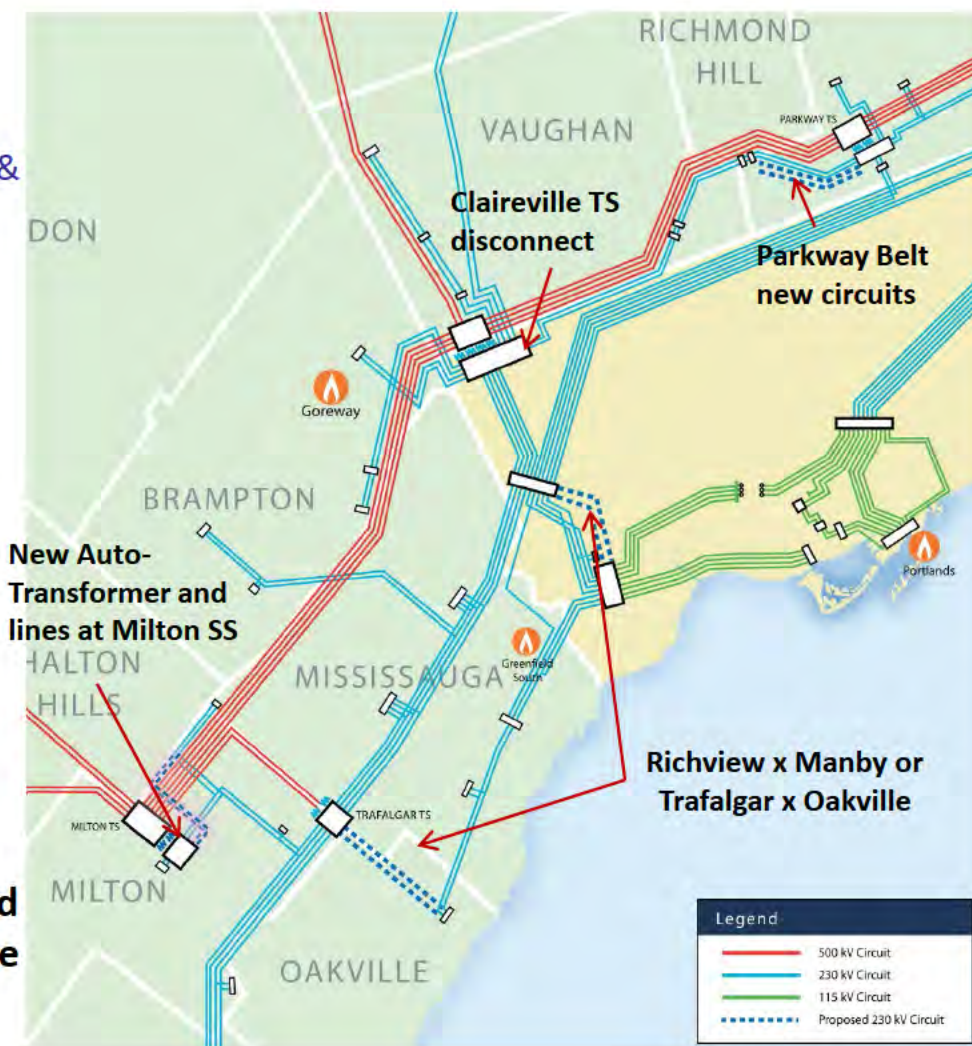 RICHMOND
HILL
PARKWAY TS
VAUGHAN
&
Claireville TS
disconnect
DON
Parkway Belt
new circuits
Goreway
BRAMPTON
New Auto-
Transformer and
lines at Milton SS
Portlands
HALTON
HILLS
MISSISSAUGA
Greenfield
South
Richview x Manby or
Trafalgar x Oakville
MILTON TS
TRAFALGAR TS
MILTON
d
e
OAKVILLE
Legend
500 kV Circuit
230 kV Circuit
115 kV Circuit
Proposed 230 kV Circuit